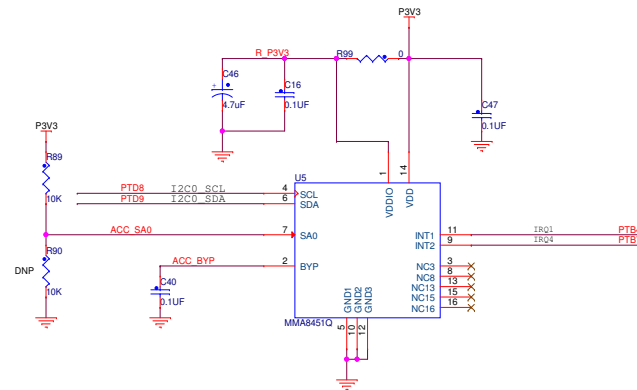 P3V3
R_P3V3
R99
0
C46
+
4.7uF
C16
0.1UF
C47
0.1UF
P3V3
R89
10K
U5
1
14
VDDIO
VDD
PTD8
I2C0_SCL
4
SCL
PTD9
I2C0_SDA
6
SDA
INT1
11
IRQ1
PTB
INT2
9
IRQ4
PTB
ACC_SA0
7
SA0
R90
DNP
10K
ACC_BYP
2
BYP
C40
0.1UF
NC3
3
NC8
8
NC13
13
NC15
15
NC16
16
GND1
GND2
GND3
MMA8451Q
5
10
12